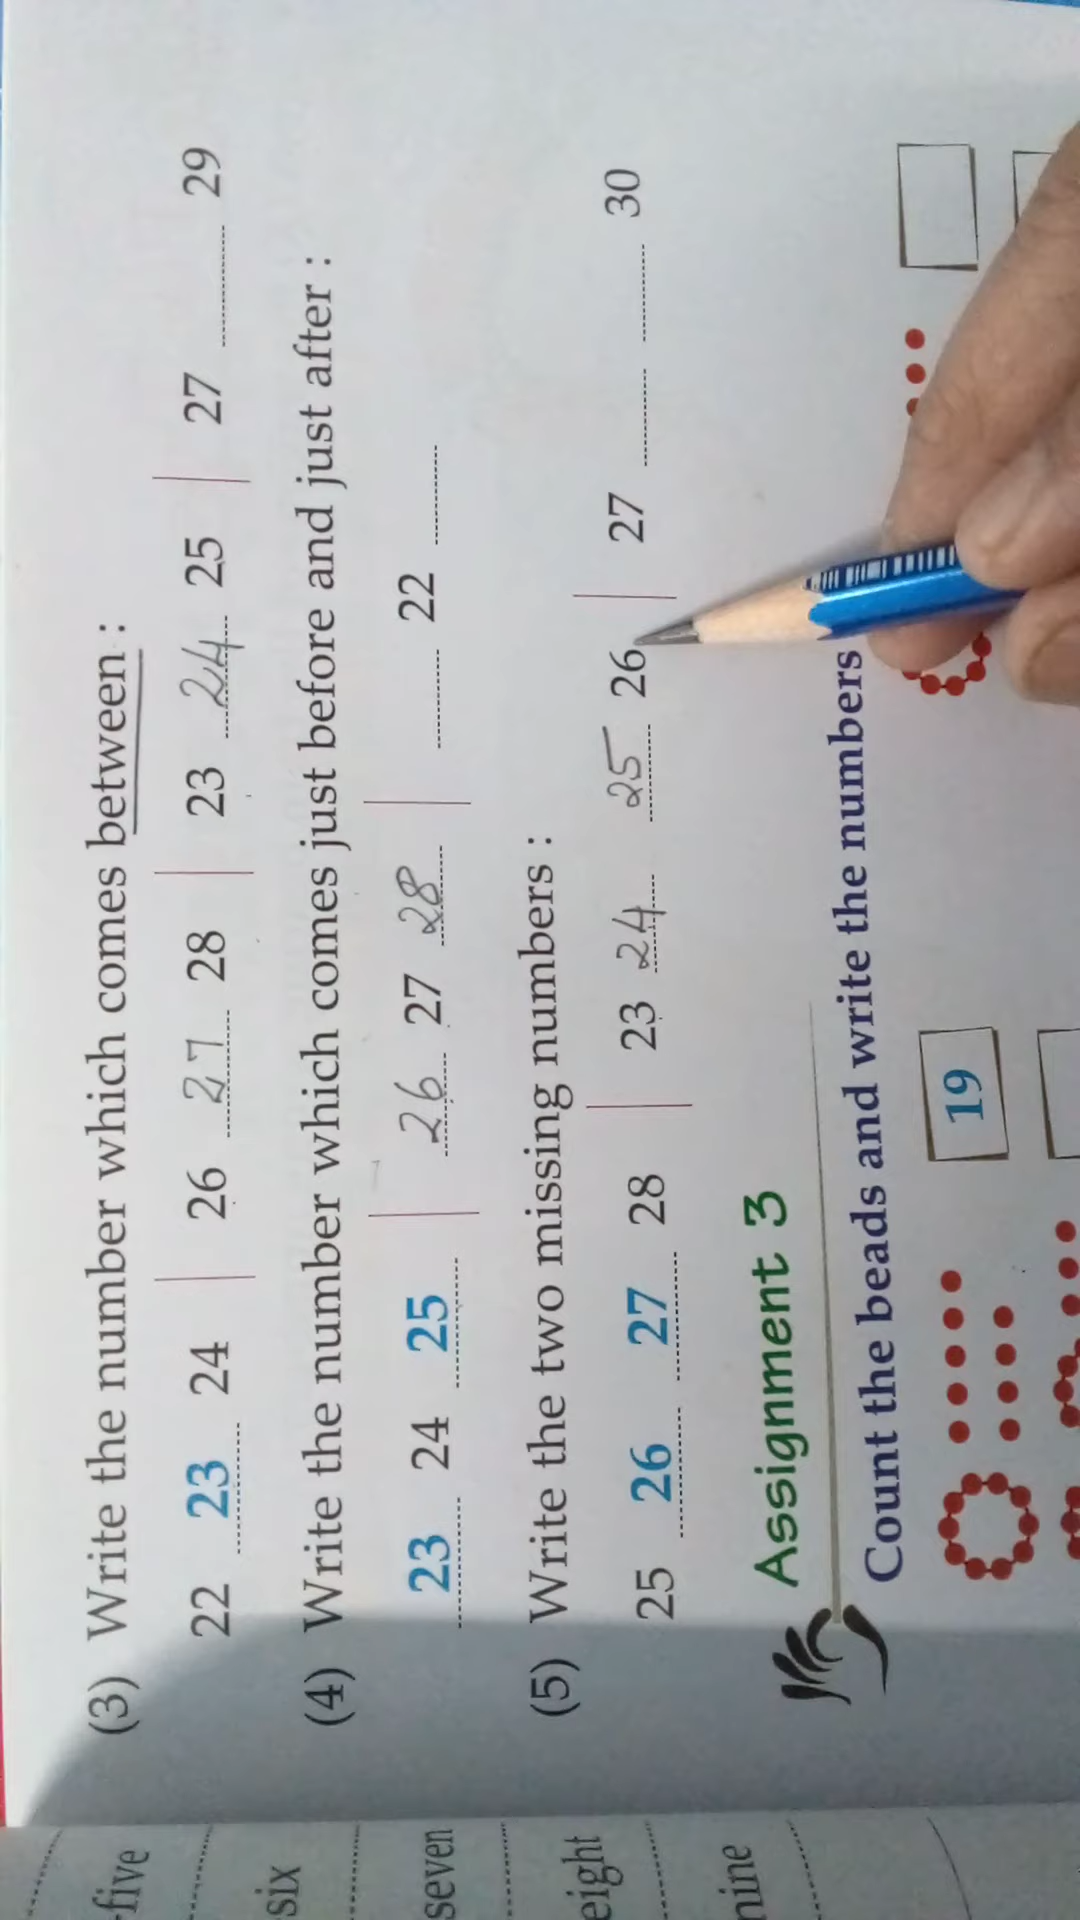 (3) Write the number which comes between :
22 23 24 | 26 27 28 | 23 24 25 | 27 ........ 29
(4) Write the number which comes just before and just after :
23 24 25 | 26 27 28 | ........ 22 ........
(5) Write the two missing numbers :
25 26 27 28 | 23 24 25 26 | 27 ........ ........ 30
Assignment 3
Count the beads and write the numbers
19
-five
six
seven
eight
nine